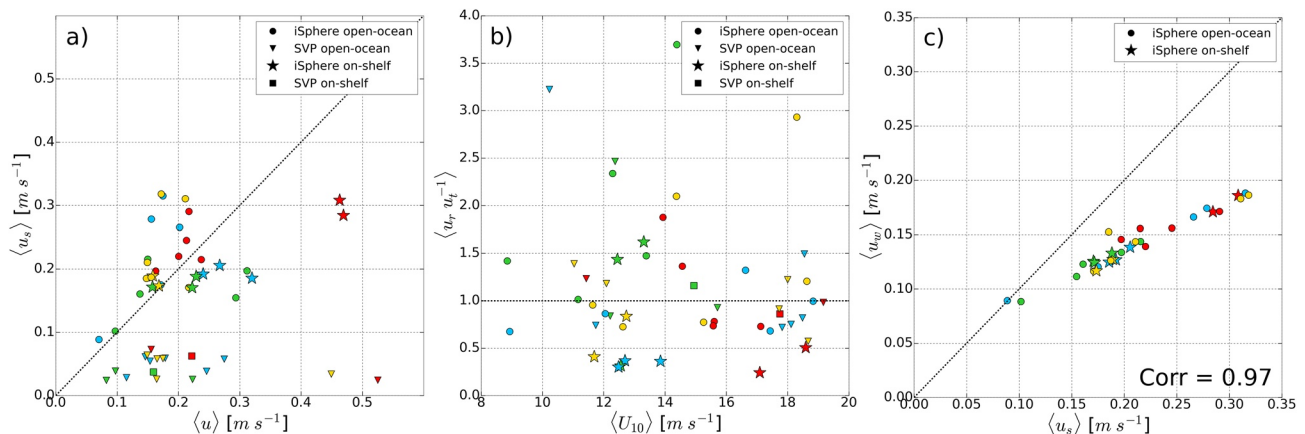 a)
iSphere open-ocean
SVP open-ocean
iSphere on-shelf
SVP on-shelf
0.5
0.4
0.3
0.2
0.1
0.0
⟨u_s⟩ [m s⁻¹]
0.0 0.1 0.2 0.3 0.4 0.5
⟨u⟩ [m s⁻¹]
b)
iSphere open-ocean
SVP open-ocean
iSphere on-shelf
SVP on-shelf
4.0
3.5
3.0
2.5
2.0
1.5
1.0
0.5
0.0
⟨u_r u_t⁻¹⟩
8 10 12 14 16 18 20
⟨U₁₀⟩ [m s⁻¹]
c)
iSphere open-ocean
iSphere on-shelf
0.35
0.30
0.25
0.20
0.15
0.10
0.05
0.00
⟨u_w⟩ [m s⁻¹]
Corr = 0.97
0.00 0.05 0.10 0.15 0.20 0.25 0.30 0.35
⟨u_s⟩ [m s⁻¹]